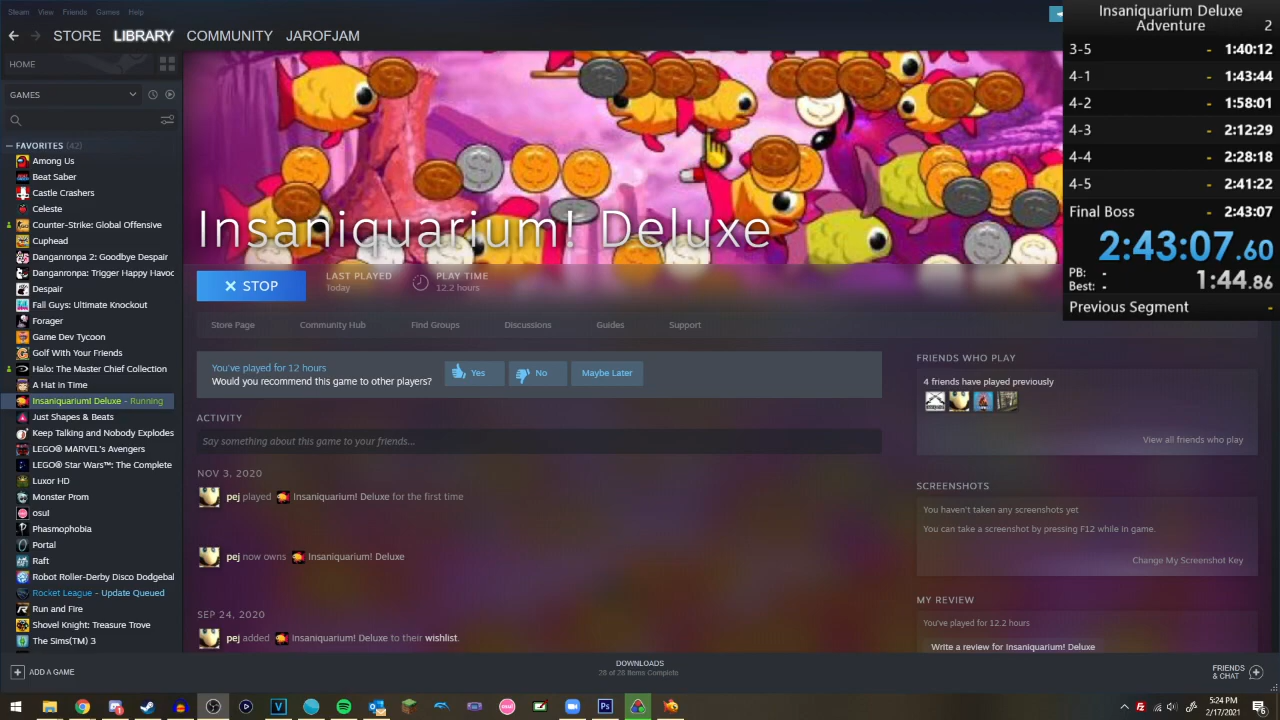 Steam View Friends Games Help
STORE LIBRARY COMMUNITY JAROFJAM
HOME
GAMES
FAVORITES (42)
Among Us
Beat Saber
Castle Crashers
Celeste
Counter-Strike: Global Offensive
Cuphead
Danganronpa 2: Goodbye Despair
Danganronpa: Trigger Happy Havoc
Despair
Fall Guys: Ultimate Knockout
Forager
Game Dev Tycoon
Golf With Your Friends
Halo: The Master Chief Collection
A Hat in Time
Insaniquarium! Deluxe - Running
Just Shapes & Beats
Keep Talking and Nobody Explodes
LEGO® MARVEL's Avengers
LEGO® Star Wars™: The Complete
Luxor HD
Monster Prom
osu!
Phasmophobia
Portal
Raft
Robot Roller-Derby Disco Dodgebal
Rocket League - Update Queued
Run and Fire
Shovel Knight: Treasure Trove
The Sims(TM) 3
ADD A GAME
Insaniquarium! Deluxe
STOP
LAST PLAYED
Today
PLAY TIME
12.2 hours
Store Page Community Hub Find Groups Discussions Guides Support
You've played for 12 hours
Would you recommend this game to other players?
Yes No Maybe Later
ACTIVITY
Say something about this game to your friends...
NOV 3, 2020
pej played Insaniquarium! Deluxe for the first time
pej now owns Insaniquarium! Deluxe
SEP 24, 2020
pej added Insaniquarium! Deluxe to their wishlist.
FRIENDS WHO PLAY
4 friends have played previously
View all friends who play
SCREENSHOTS
You haven't taken any screenshots yet
You can take a screenshot by pressing F12 while in game.
Change My Screenshot Key
MY REVIEW
You've played for 12.2 hours
Write a review for Insaniquarium! Deluxe
DOWNLOADS
28 of 28 Items Complete
FRIENDS
& CHAT
Insaniquarium Deluxe
Adventure 2
3-5 - 1:40:12
4-1 - 1:43:44
4-2 - 1:58:01
4-3 - 2:12:29
4-4 - 2:28:18
4-5 - 2:41:22
Final Boss - 2:43:07
2:43:07.60
PB: -
Best: - 1:44.86
Previous Segment -
5:24 PM
2/17/2021